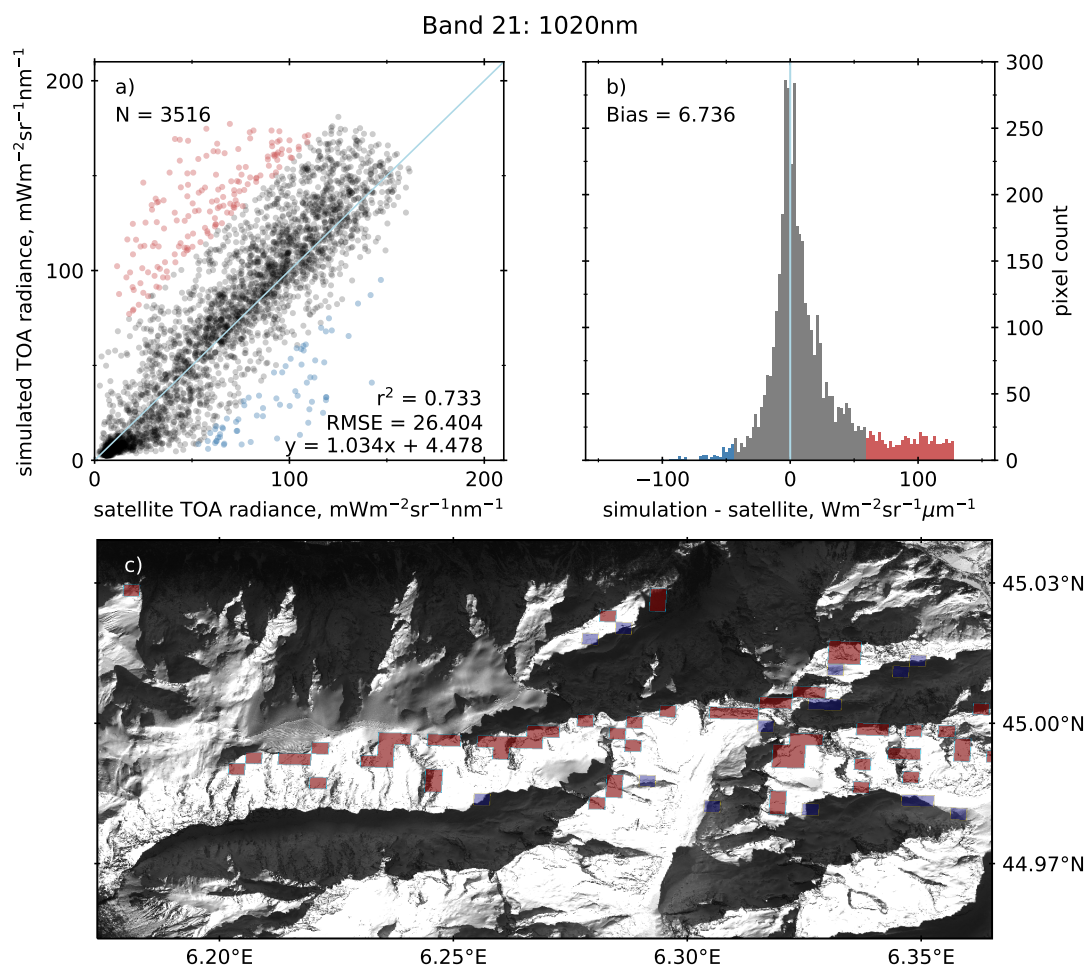 Band 21: 1020nm
a)
N = 3516
200
100
0
simulated TOA radiance, mWm⁻²sr⁻¹nm⁻¹
r² = 0.733
RMSE = 26.404
y = 1.034x + 4.478
0
100
200
satellite TOA radiance, mWm⁻²sr⁻¹nm⁻¹
b)
Bias = 6.736
300
250
200
150
100
50
0
pixel count
−100
0
100
simulation - satellite, Wm⁻²sr⁻¹μm⁻¹
c)
45.03°N
45.00°N
44.97°N
6.20°E
6.25°E
6.30°E
6.35°E